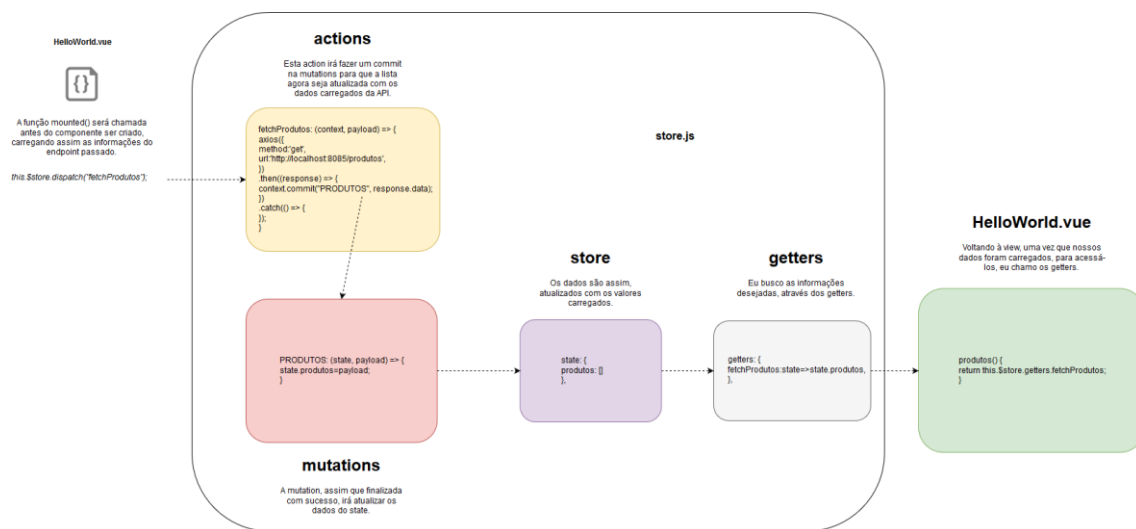 HelloWorld.vue
{}
A função mounted() será chamada
antes do componente ser criado,
carregando assim as informações do
endpoint passado.
this.$store.dispatch("fetchProdutos");
actions
Esta action irá fazer um commit
na mutations para que a lista
agora seja atualizada com os
dados carregados da API.
fetchProdutos: (context, payload) => {
axios({
method:'get',
url:'http://localhost:8085/produtos',
})
.then((response) => {
context.commit("PRODUTOS", response.data);
})
.catch(() => {
});
}
store.js
PRODUTOS: (state, payload) => {
state.produtos=payload;
}
mutations
A mutation, assim que finalizada
com sucesso, irá atualizar os
dados do state.
store
Os dados são assim,
atualizados com os valores
carregados.
state: {
produtos: []
},
getters
Eu busco as informações
desejadas, através dos getters.
getters: {
fetchProdutos:state=>state.produtos,
},
HelloWorld.vue
Voltando à view, uma vez que nossos
dados foram carregados, para acessá-
los, eu chamo os getters.
produtos() {
return this.$store.getters.fetchProdutos;
}